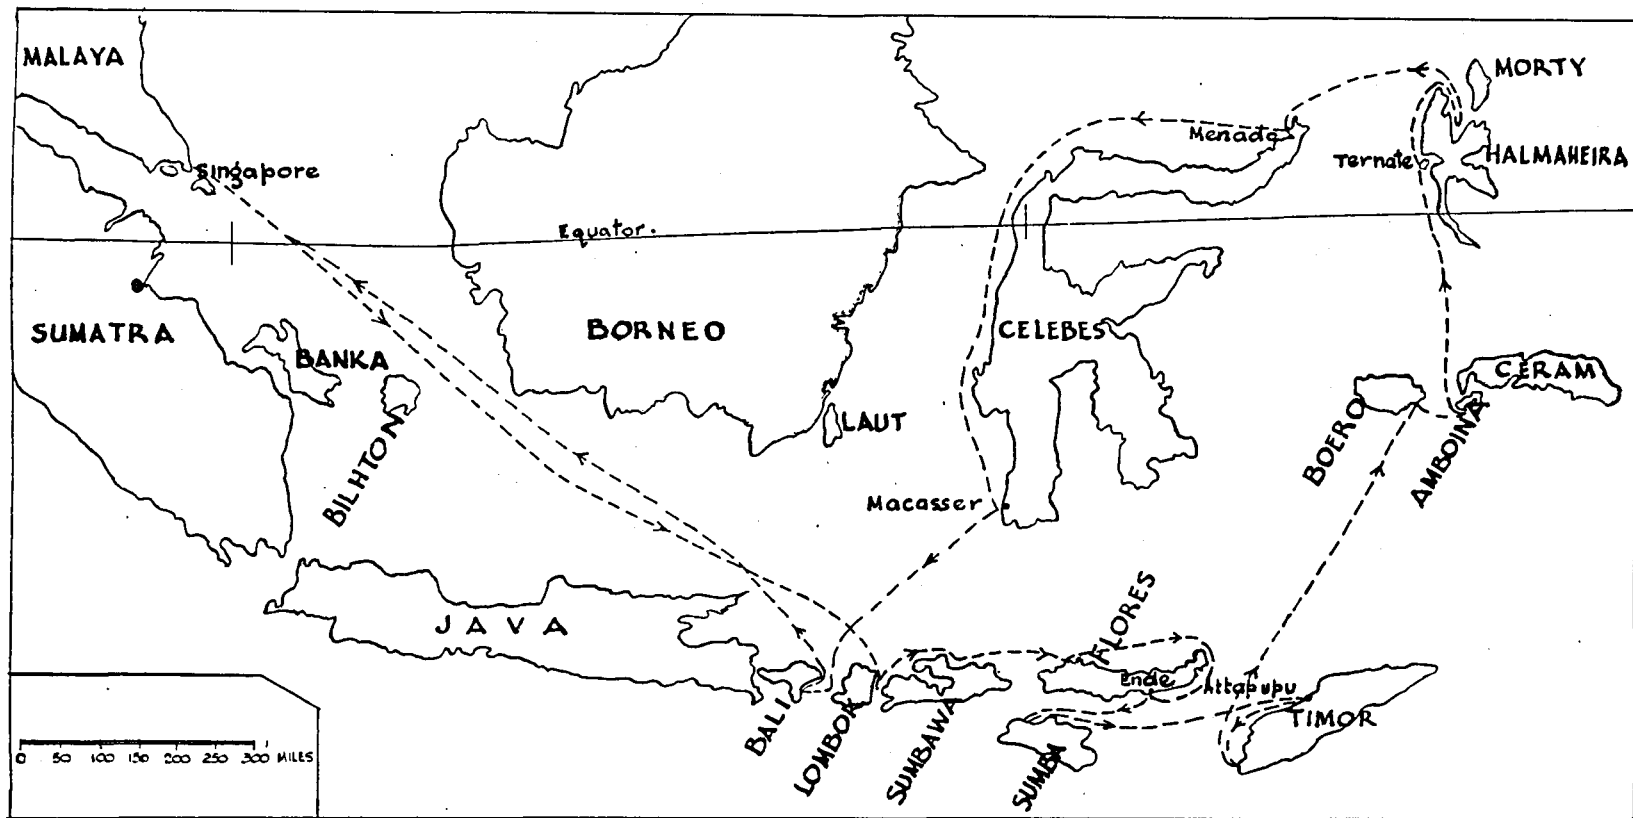 MALAYA
MORTY
Menado
Ternate
HALMAHEIRA
Singapore
Equator.
SUMATRA
BANKA
BORNEO
CELEBES
CERAM
BILHTON
LAUT
BOERO
AMBOINA
Macasser
JAVA
FLORES
Ende
Attapupu
TIMOR
BALI
LOMBOK
SUMBAWA
SUMBA
0 50 100 150 200 250 300 MILES